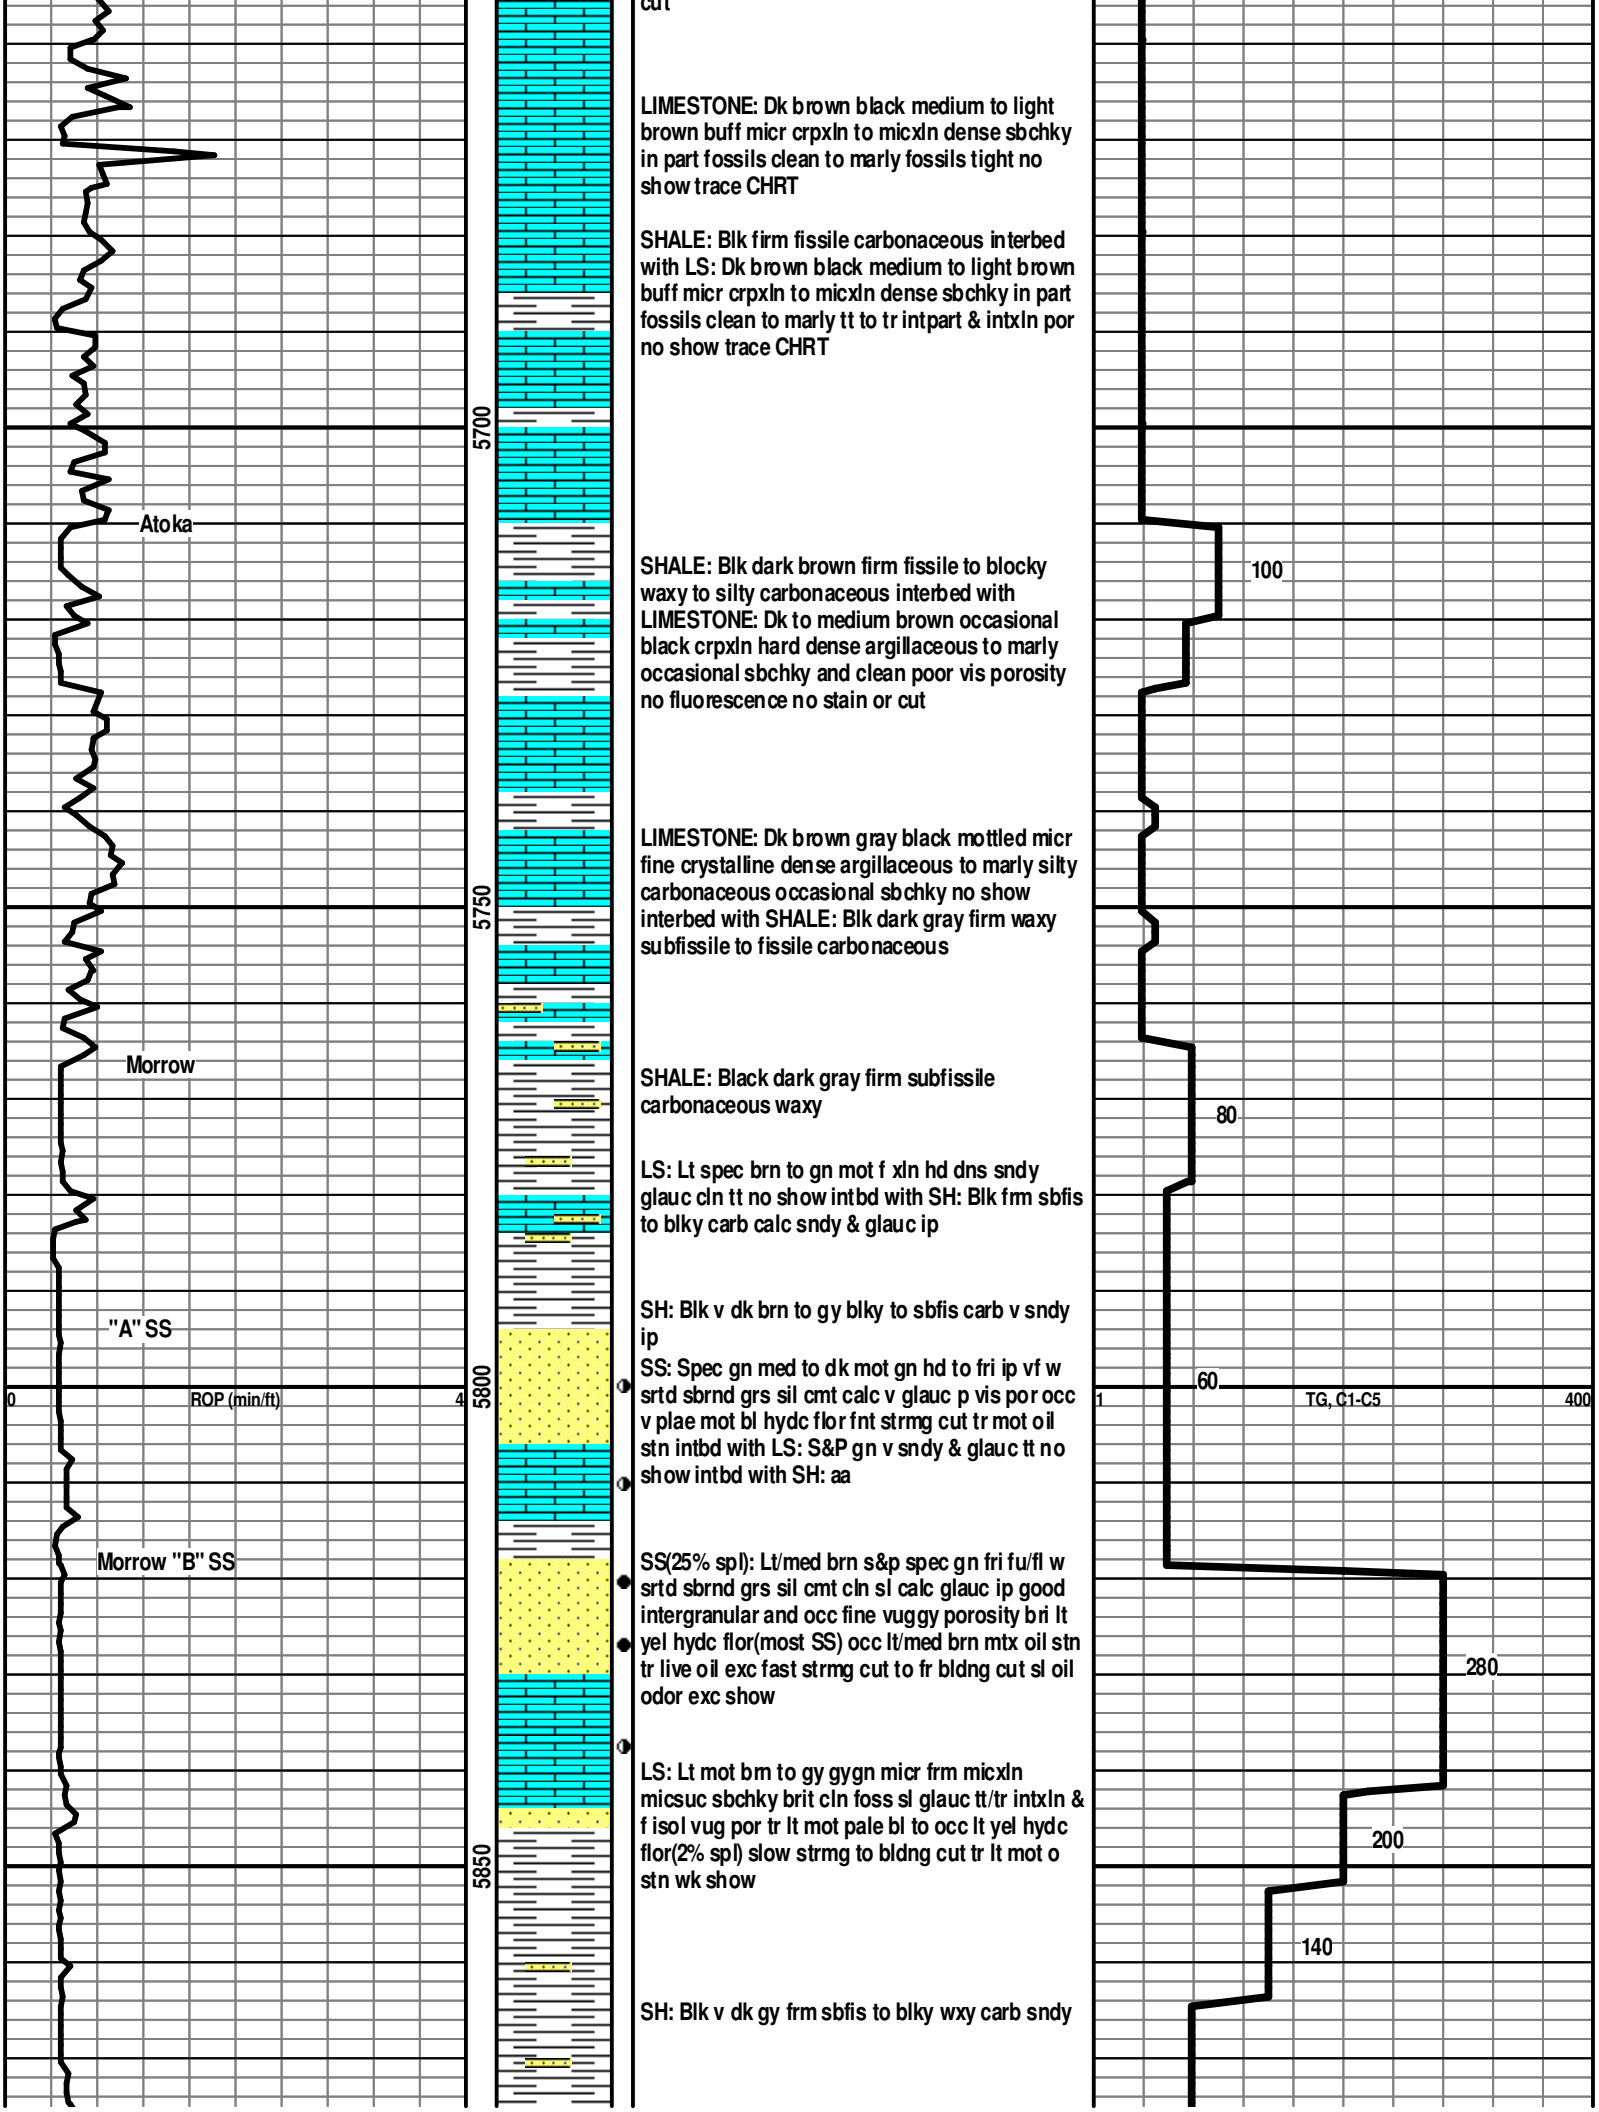 cut
LIMESTONE: Dk brown black medium to light
brown buff micr crpxln to micxln dense sbchky
in part fossils clean to marly fossils tight no
show trace CHRT
SHALE: Blk firm fissile carbonaceous interbed
with LS: Dk brown black medium to light brown
buff micr crpxln to micxln dense sbchky in part
fossils clean to marly tt to tr intpart & intxln por
no show trace CHRT
5700
Atoka
SHALE: Blk dark brown firm fissile to blocky
waxy to silty carbonaceous interbed with
LIMESTONE: Dk to medium brown occasional
black crpxln hard dense argillaceous to marly
occasional sbchky and clean poor vis porosity
no fluorescence no stain or cut
100
5750
LIMESTONE: Dk brown gray black mottled micr
fine crystalline dense argillaceous to marly silty
carbonaceous occasional sbchky no show
interbed with SHALE: Blk dark gray firm waxy
subfissile to fissile carbonaceous
Morrow
SHALE: Black dark gray firm subfissile
carbonaceous waxy
80
LS: Lt spec brn to gn mot f xln hd dns sndy
glauc cln tt no show intbd with SH: Blk frm sbfis
to blky carb calc sndy & glauc ip
SH: Blk v dk brn to gy blky to sbfis carb v sndy
ip
"A" SS
SS: Spec gn med to dk mot gn hd to fri ip vf w
srtd sbrnd grs sil cmt calc v glauc p vis por occ
v plae mot bl hydc flor fnt strmg cut tr mot oil
stn intbd with LS: S&P gn v sndy & glauc tt no
show intbd with SH: aa
0 ROP (min/ft) 4
5800
60
1 TG, C1-C5 400
Morrow "B" SS
SS(25% spl): Lt/med brn s&p spec gn fri fu/fl w
srtd sbrnd grs sil cmt cln sl calc glauc ip good
intergranular and occ fine vuggy porosity bri lt
yel hydc flor(most SS) occ lt/med brn mtx oil stn
tr live oil exc fast strmg cut to fr bldng cut sl oil
odor exc show
280
LS: Lt mot brn to gy gygn micr frm micxln
micsuc sbchky brit cln foss sl glauc tt/tr intxln &
f isol vug por tr lt mot pale bl to occ lt yel hydc
flor(2% spl) slow strmg to bldng cut tr lt mot o
stn wk show
200
5850
140
SH: Blk v dk gy frm sbfis to blky wxy carb sndy